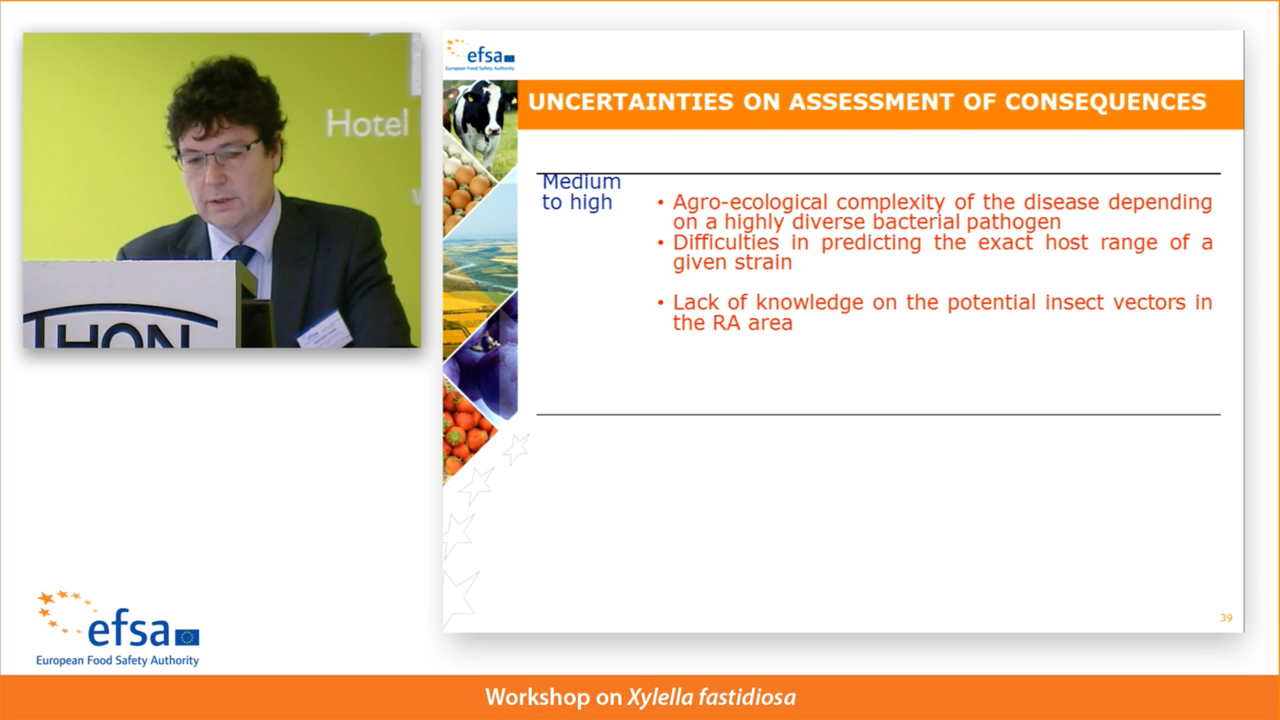 Hotel
THON
efsa
European Food Safety Authority
UNCERTAINTIES ON ASSESSMENT OF CONSEQUENCES
Medium
to high
• Agro-ecological complexity of the disease depending
on a highly diverse bacterial pathogen
• Difficulties in predicting the exact host range of a
given strain
• Lack of knowledge on the potential insect vectors in
the RA area
39
efsa
European Food Safety Authority
Workshop on Xylella fastidiosa